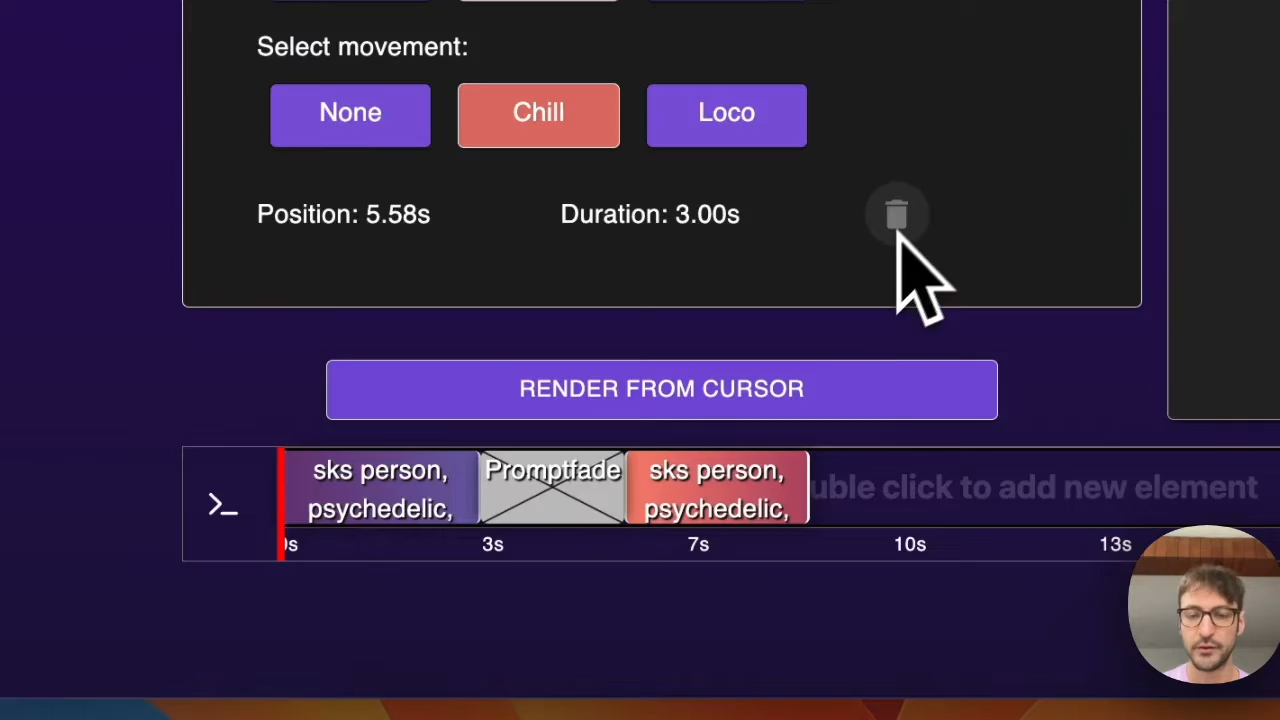 Select movement:
None
Chill
Loco
Position: 5.58s
Duration: 3.00s
RENDER FROM CURSOR
sks person,
psychedelic,
Promptfade
sks person,
psychedelic,
uble click to add new element
0s
3s
7s
10s
13s